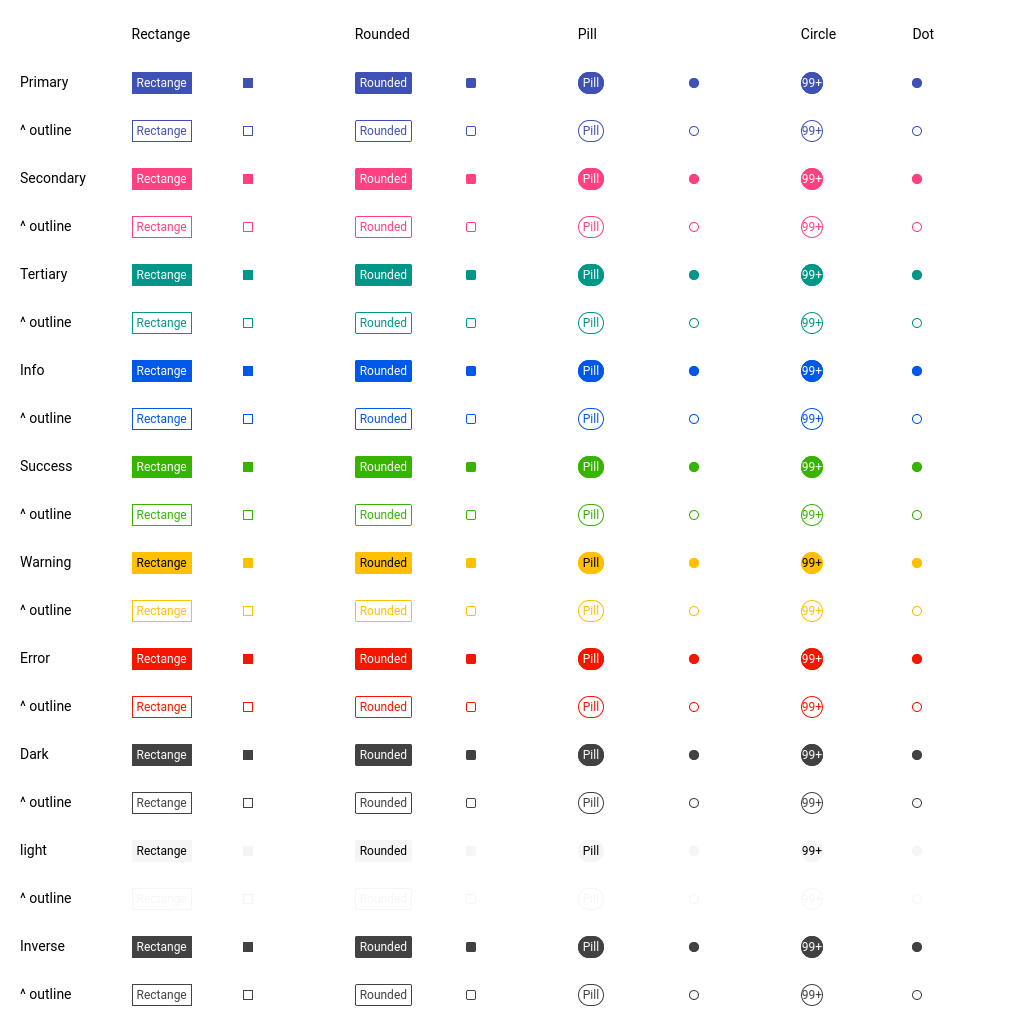 Rectange Rounded Pill Circle Dot
Primary Rectange Rounded Pill 99+
^ outline Rectange Rounded Pill 99+
Secondary Rectange Rounded Pill 99+
^ outline Rectange Rounded Pill 99+
Tertiary Rectange Rounded Pill 99+
^ outline Rectange Rounded Pill 99+
Info Rectange Rounded Pill 99+
^ outline Rectange Rounded Pill 99+
Success Rectange Rounded Pill 99+
^ outline Rectange Rounded Pill 99+
Warning Rectange Rounded Pill 99+
^ outline Rectange Rounded Pill 99+
Error Rectange Rounded Pill 99+
^ outline Rectange Rounded Pill 99+
Dark Rectange Rounded Pill 99+
^ outline Rectange Rounded Pill 99+
light Rectange Rounded Pill 99+
^ outline Rectange Rounded Pill 99+
Inverse Rectange Rounded Pill 99+
^ outline Rectange Rounded Pill 99+